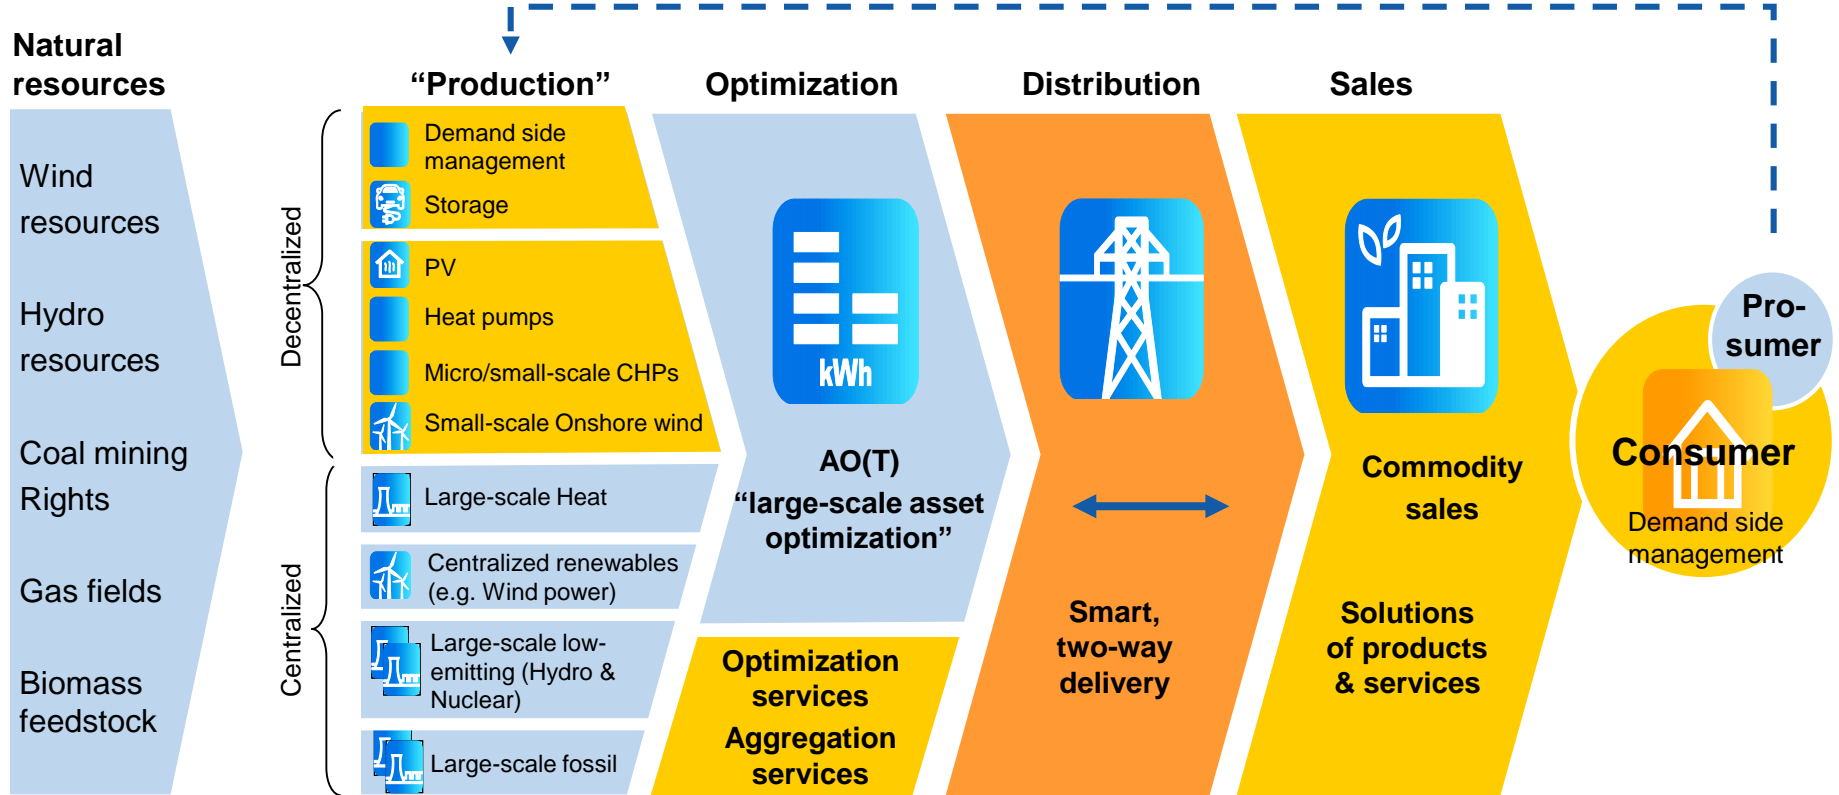 Natural
resources
“Production”
Optimization
Distribution
Sales
Wind
resources
Hydro
resources
Coal mining
Rights
Gas fields
Biomass
feedstock
Decentralized
Centralized
Demand side
management
Storage
PV
Heat pumps
Micro/small-scale CHPs
Small-scale Onshore wind
Large-scale Heat
Centralized renewables
(e.g. Wind power)
Large-scale low-
emitting (Hydro &
Nuclear)
Large-scale fossil
kWh
AO(T)
“large-scale asset
optimization”
Optimization
services
Aggregation
services
Smart,
two-way
delivery
Commodity
sales
Solutions
of products
& services
Pro-
sumer
Consumer
Demand side
management